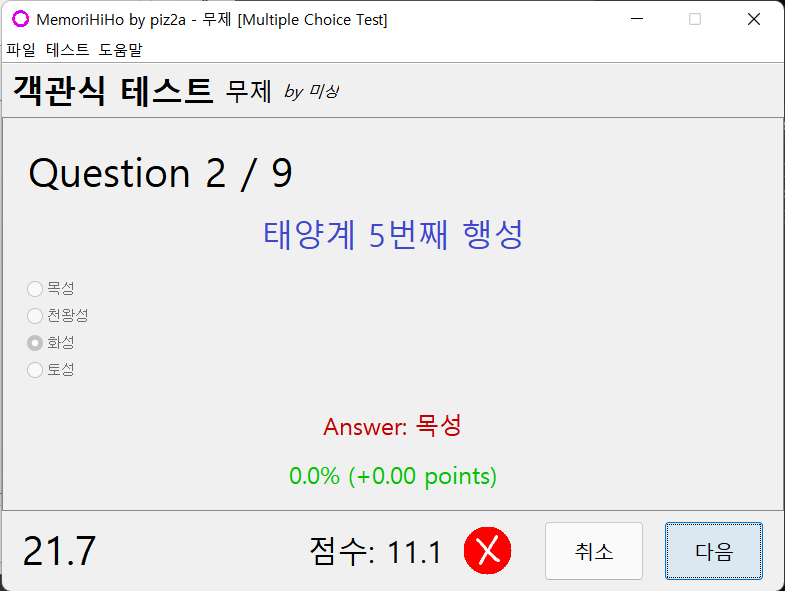 MemoriHiHo by piz2a - 무제 [Multiple Choice Test]
파일 테스트 도움말
객관식 테스트 무제 by 미상
Question 2 / 9
태양계 5번째 행성
목성
천왕성
화성
토성
Answer: 목성
0.0% (+0.00 points)
21.7 점수: 11.1 취소 다음